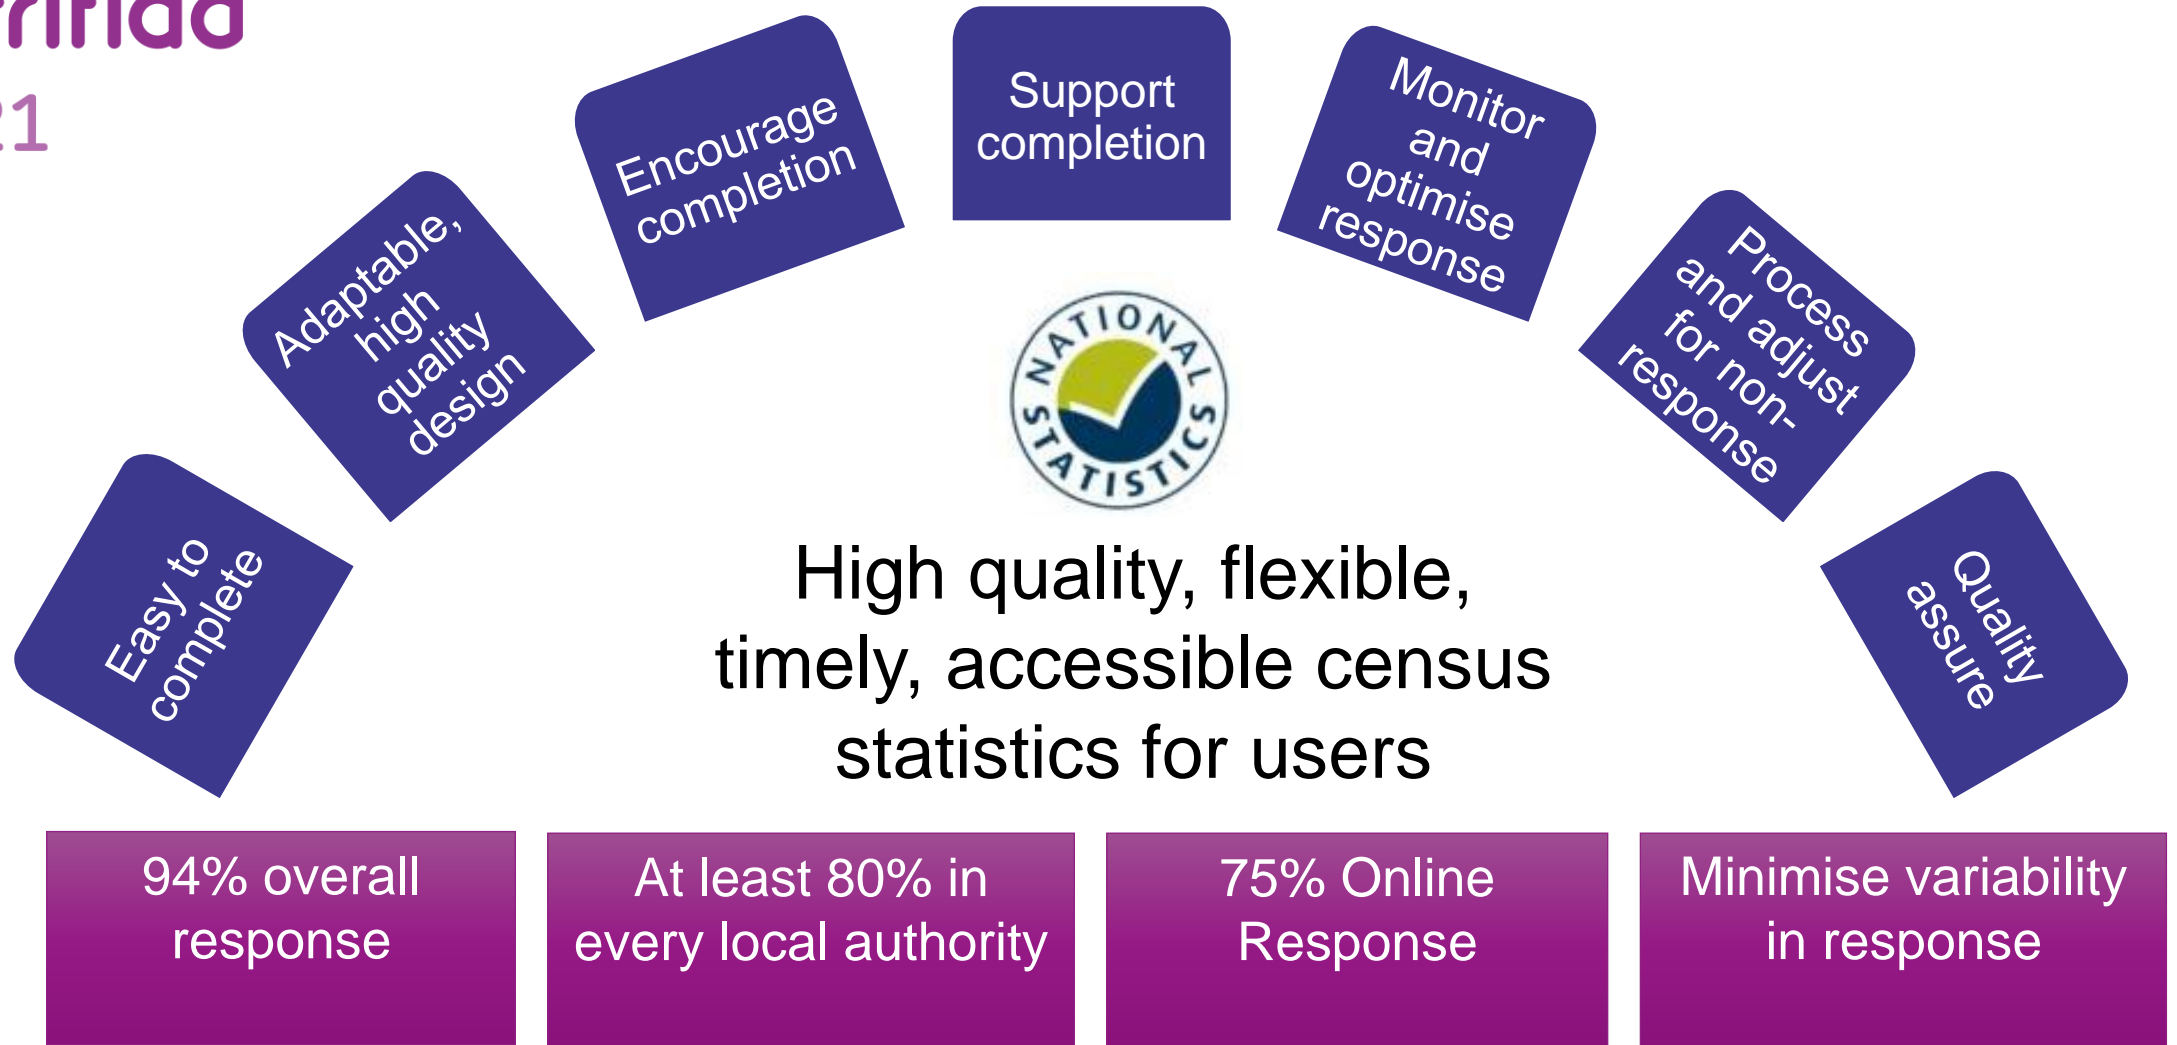 21
Easy to
complete
Adaptable,
high
quality
design
Encourage
completion
Support
completion
Monitor
and
optimise
response
Process
and adjust
for non-
response
Quality
assure
NATIONAL
STATISTICS
High quality, flexible,
timely, accessible census
statistics for users
94% overall
response
At least 80% in
every local authority
75% Online
Response
Minimise variability
in response